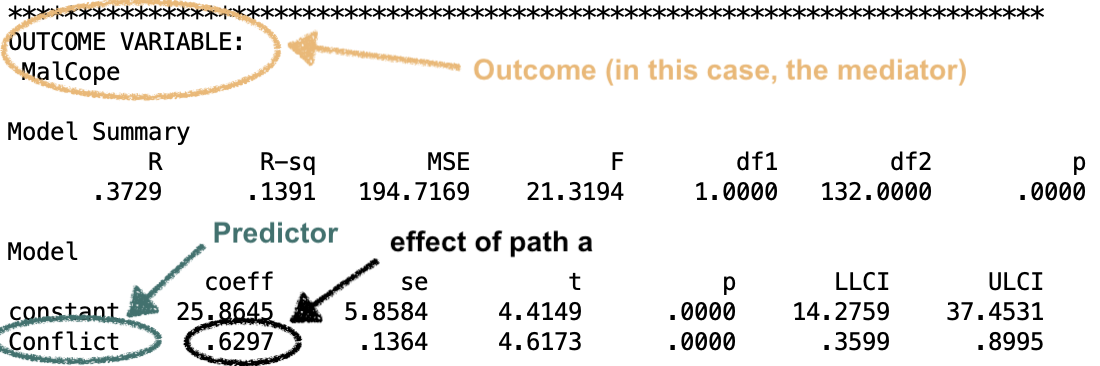 **********************************************************************
OUTCOME VARIABLE:
MalCope
Outcome (in this case, the mediator)
Model Summary
R R-sq MSE F df1 df2 p
.3729 .1391 194.7169 21.3194 1.0000 132.0000 .0000
Predictor
effect of path a
Model
coeff se t p LLCI ULCI
constant 25.8645 5.8584 4.4149 .0000 14.2759 37.4531
Conflict .6297 .1364 4.6173 .0000 .3599 .8995